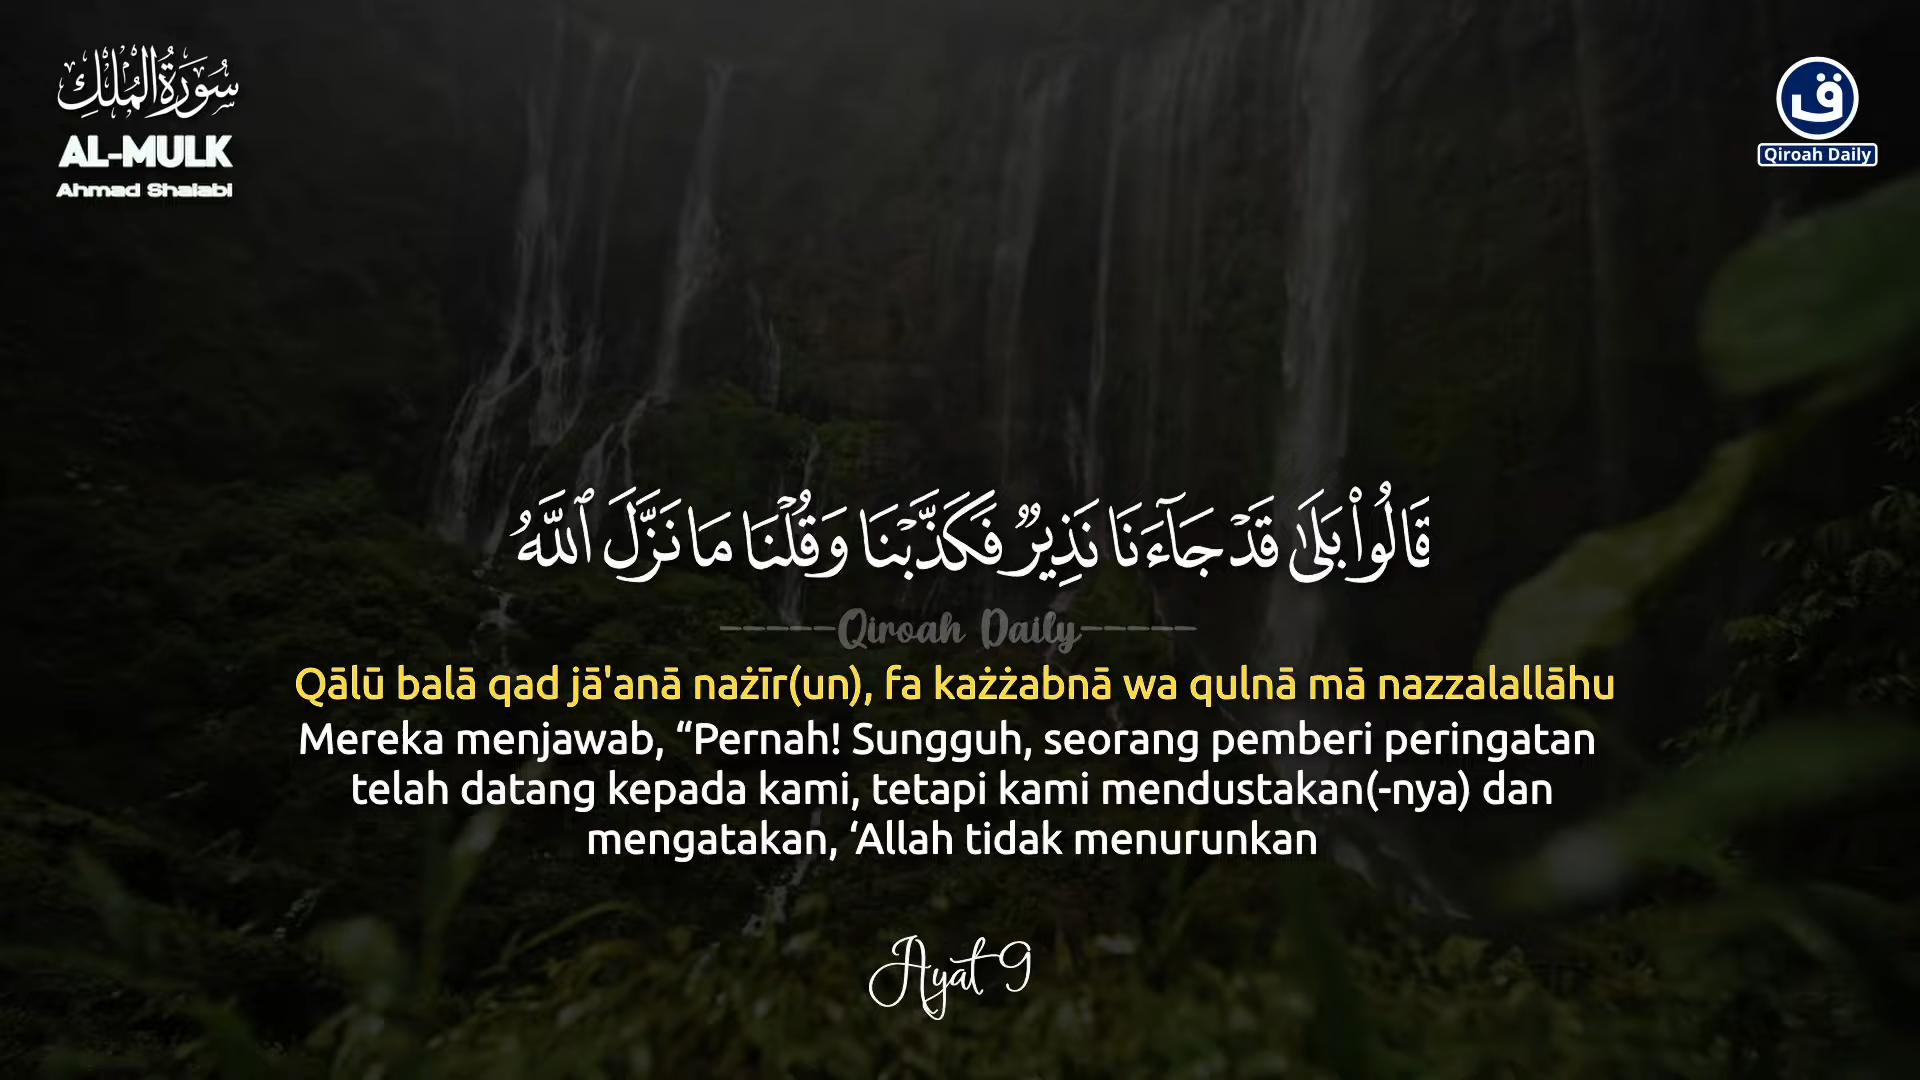 سُورَةُ الْمُلْكِ
AL-MULK
Ahmad Shalabi
ق
Qiroah Daily
قَالُوا۟ بَلَىٰ قَدْ جَآءَنَا نَذِيرٌ فَكَذَّبْنَا وَقُلْنَا مَا نَزَّلَ ٱللَّهُ
-----Qiroah Daily-----
Qālū balā qad jā'anā nażīr(un), fa każżabnā wa qulnā mā nazzalallāhu
Mereka menjawab, “Pernah! Sungguh, seorang pemberi peringatan
telah datang kepada kami, tetapi kami mendustakan(-nya) dan
mengatakan, ‘Allah tidak menurunkan
Ayat 9